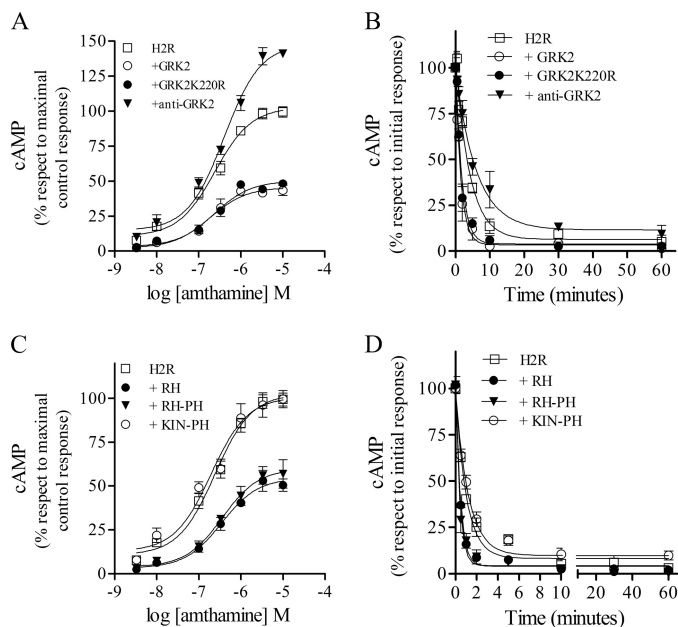 A
150
125
100
75
50
25
0
cAMP
(% respect to maximal
control response)
H2R
+GRK2
+GRK2K220R
+anti-GRK2
-9 -8 -7 -6 -5 -4
log [amthamine] M
B
100
75
50
25
0
cAMP
(% respect to initial response)
H2R
+ GRK2
+ GRK2K220R
+ anti-GRK2
0 10 20 30 40 50 60
Time (minutes)
C
100
75
50
25
0
cAMP
(% respect to maximal
control response)
H2R
+ RH
+ RH-PH
+ KIN-PH
-9 -8 -7 -6 -5 -4
log [amthamine] M
D
100
75
50
25
0
cAMP
(% respect to initial response)
H2R
+ RH
+ RH-PH
+ KIN-PH
0 2 4 6 8 10 20 40 60
Time (minutes)